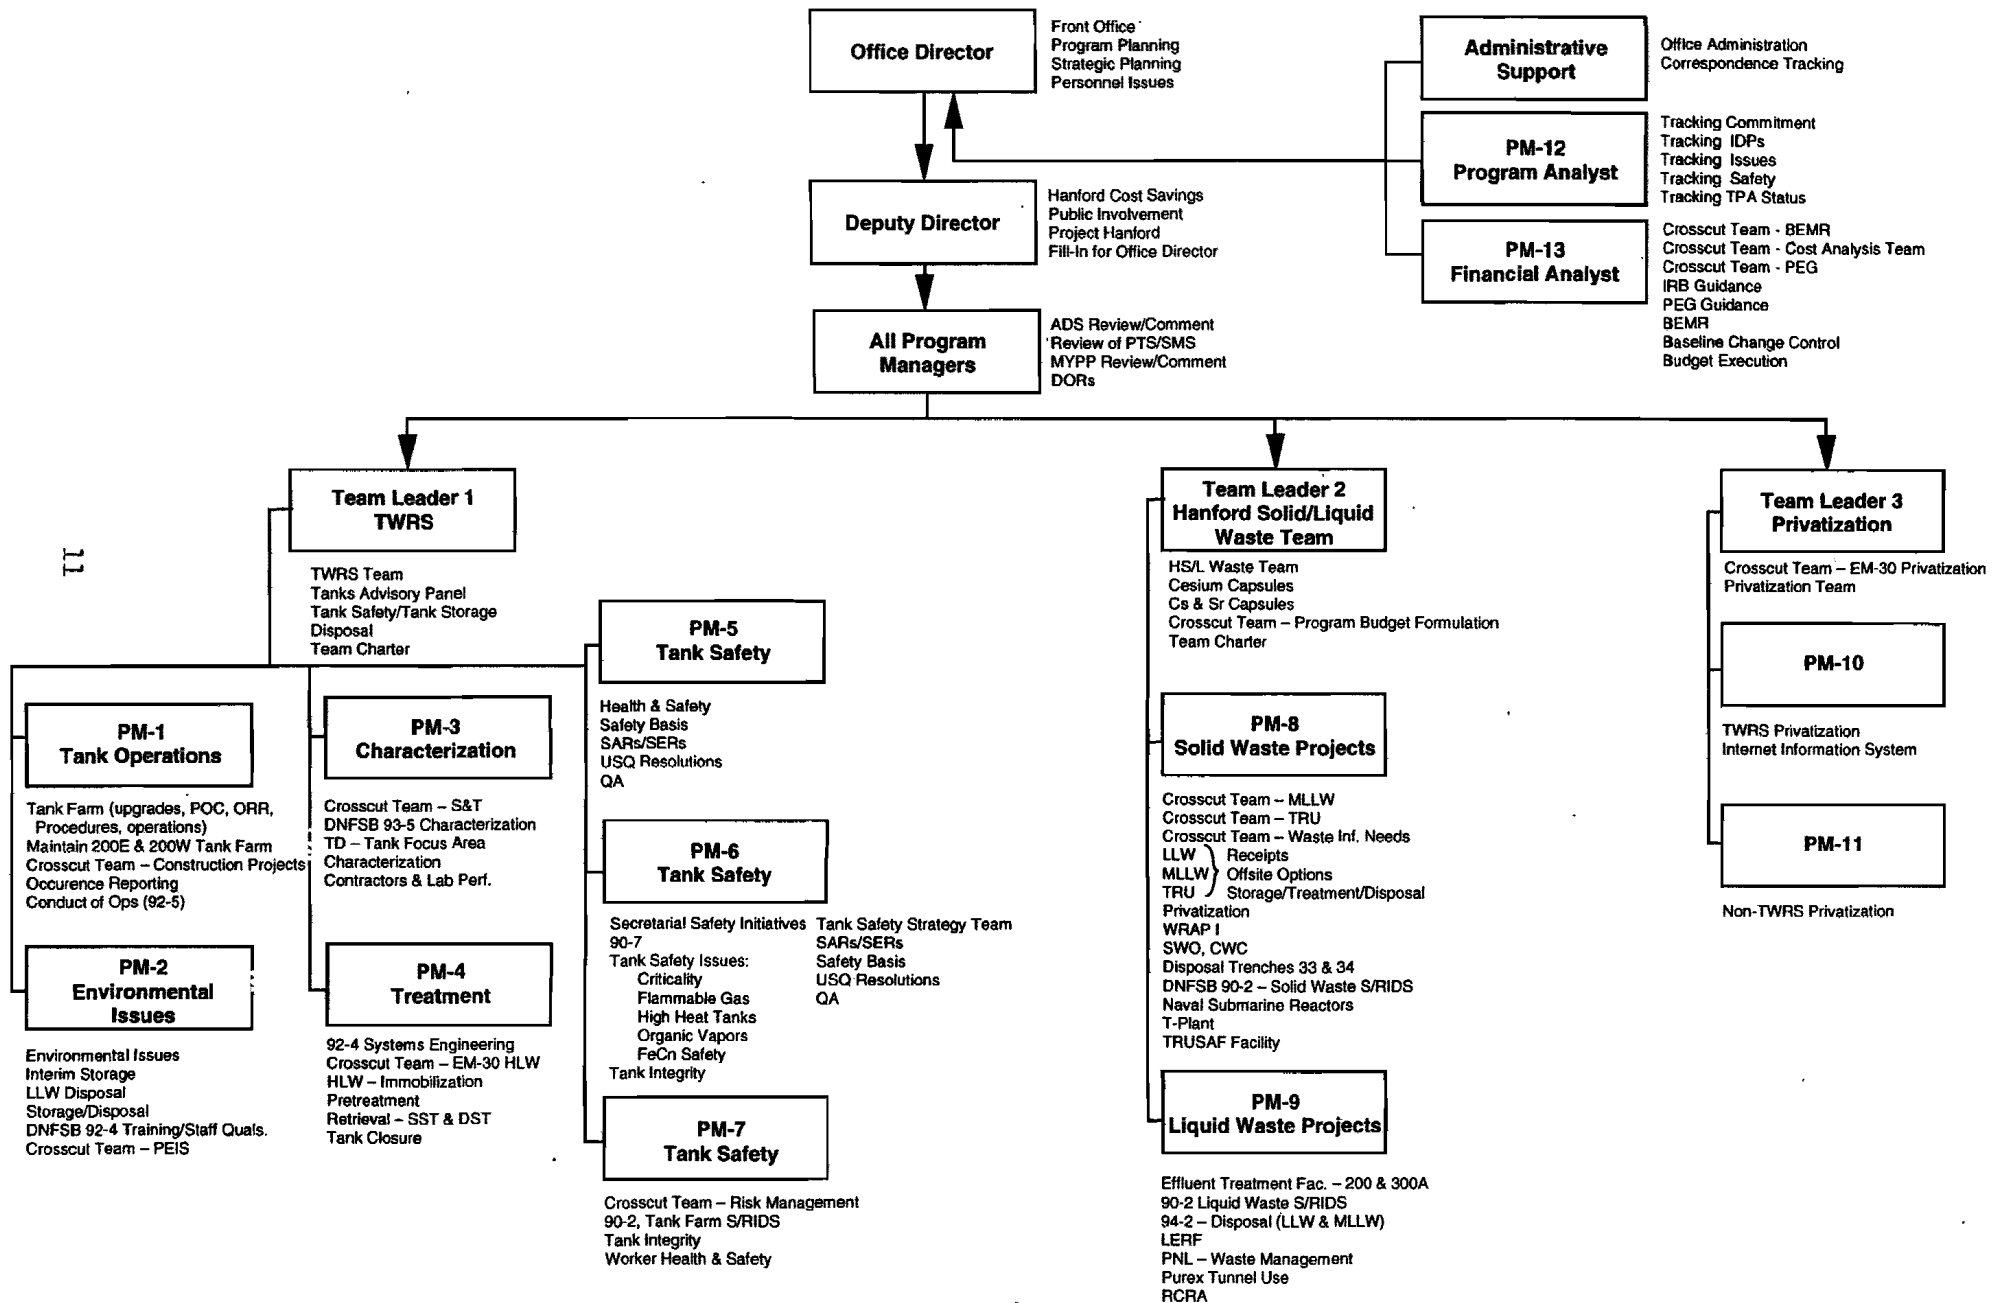 Office Director
Front Office
Program Planning
Strategic Planning
Personnel Issues
Administrative
Support
Office Administration
Correspondence Tracking
PM-12
Program Analyst
Tracking Commitment
Tracking IDPs
Tracking Issues
Tracking Safety
Tracking TPA Status
PM-13
Financial Analyst
Crosscut Team - BEMR
Crosscut Team - Cost Analysis Team
Crosscut Team - PEG
IRB Guidance
PEG Guidance
BEMR
Baseline Change Control
Budget Execution
Deputy Director
Hanford Cost Savings
Public Involvement
Project Hanford
Fill-In for Office Director
All Program
Managers
ADS Review/Comment
Review of PTS/SMS
MYPP Review/Comment
DORs
Team Leader 1
TWRS
TWRS Team
Tanks Advisory Panel
Tank Safety/Tank Storage
Disposal
Team Charter
PM-1
Tank Operations
Tank Farm (upgrades, POC, ORR,
Procedures, operations)
Maintain 200E & 200W Tank Farm
Crosscut Team – Construction Projects
Occurence Reporting
Conduct of Ops (92-5)
PM-2
Environmental
Issues
Environmental Issues
Interim Storage
LLW Disposal
Storage/Disposal
DNFSB 92-4 Training/Staff Quals.
Crosscut Team – PEIS
PM-3
Characterization
Crosscut Team – S&T
DNFSB 93-5 Characterization
TD – Tank Focus Area
Characterization
Contractors & Lab Perf.
PM-4
Treatment
92-4 Systems Engineering
Crosscut Team – EM-30 HLW
HLW – Immobilization
Pretreatment
Retrieval – SST & DST
Tank Closure
PM-5
Tank Safety
Health & Safety
Safety Basis
SARs/SERs
USQ Resolutions
QA
PM-6
Tank Safety
Secretarial Safety Initiatives
90-7
Tank Safety Issues:
Criticality
Flammable Gas
High Heat Tanks
Organic Vapors
FeCn Safety
Tank Integrity
Tank Safety Strategy Team
SARs/SERs
Safety Basis
USQ Resolutions
QA
PM-7
Tank Safety
Crosscut Team – Risk Management
90-2, Tank Farm S/RIDS
Tank Integrity
Worker Health & Safety
Team Leader 2
Hanford Solid/Liquid
Waste Team
HS/L Waste Team
Cesium Capsules
Cs & Sr Capsules
Crosscut Team – Program Budget Formulation
Team Charter
PM-8
Solid Waste Projects
Crosscut Team – MLLW
Crosscut Team – TRU
Crosscut Team – Waste Inf. Needs
LLW Receipts
MLLW Offsite Options
TRU Storage/Treatment/Disposal
Privatization
WRAP I
SWO, CWC
Disposal Trenches 33 & 34
DNFSB 90-2 – Solid Waste S/RIDS
Naval Submarine Reactors
T-Plant
TRUSAF Facility
PM-9
Liquid Waste Projects
Effluent Treatment Fac. – 200 & 300A
90-2 Liquid Waste S/RIDS
94-2 – Disposal (LLW & MLLW)
LERF
PNL – Waste Management
Purex Tunnel Use
RCRA
Team Leader 3
Privatization
Crosscut Team – EM-30 Privatization
Privatization Team
PM-10
TWRS Privatization
Internet Information System
PM-11
Non-TWRS Privatization
11